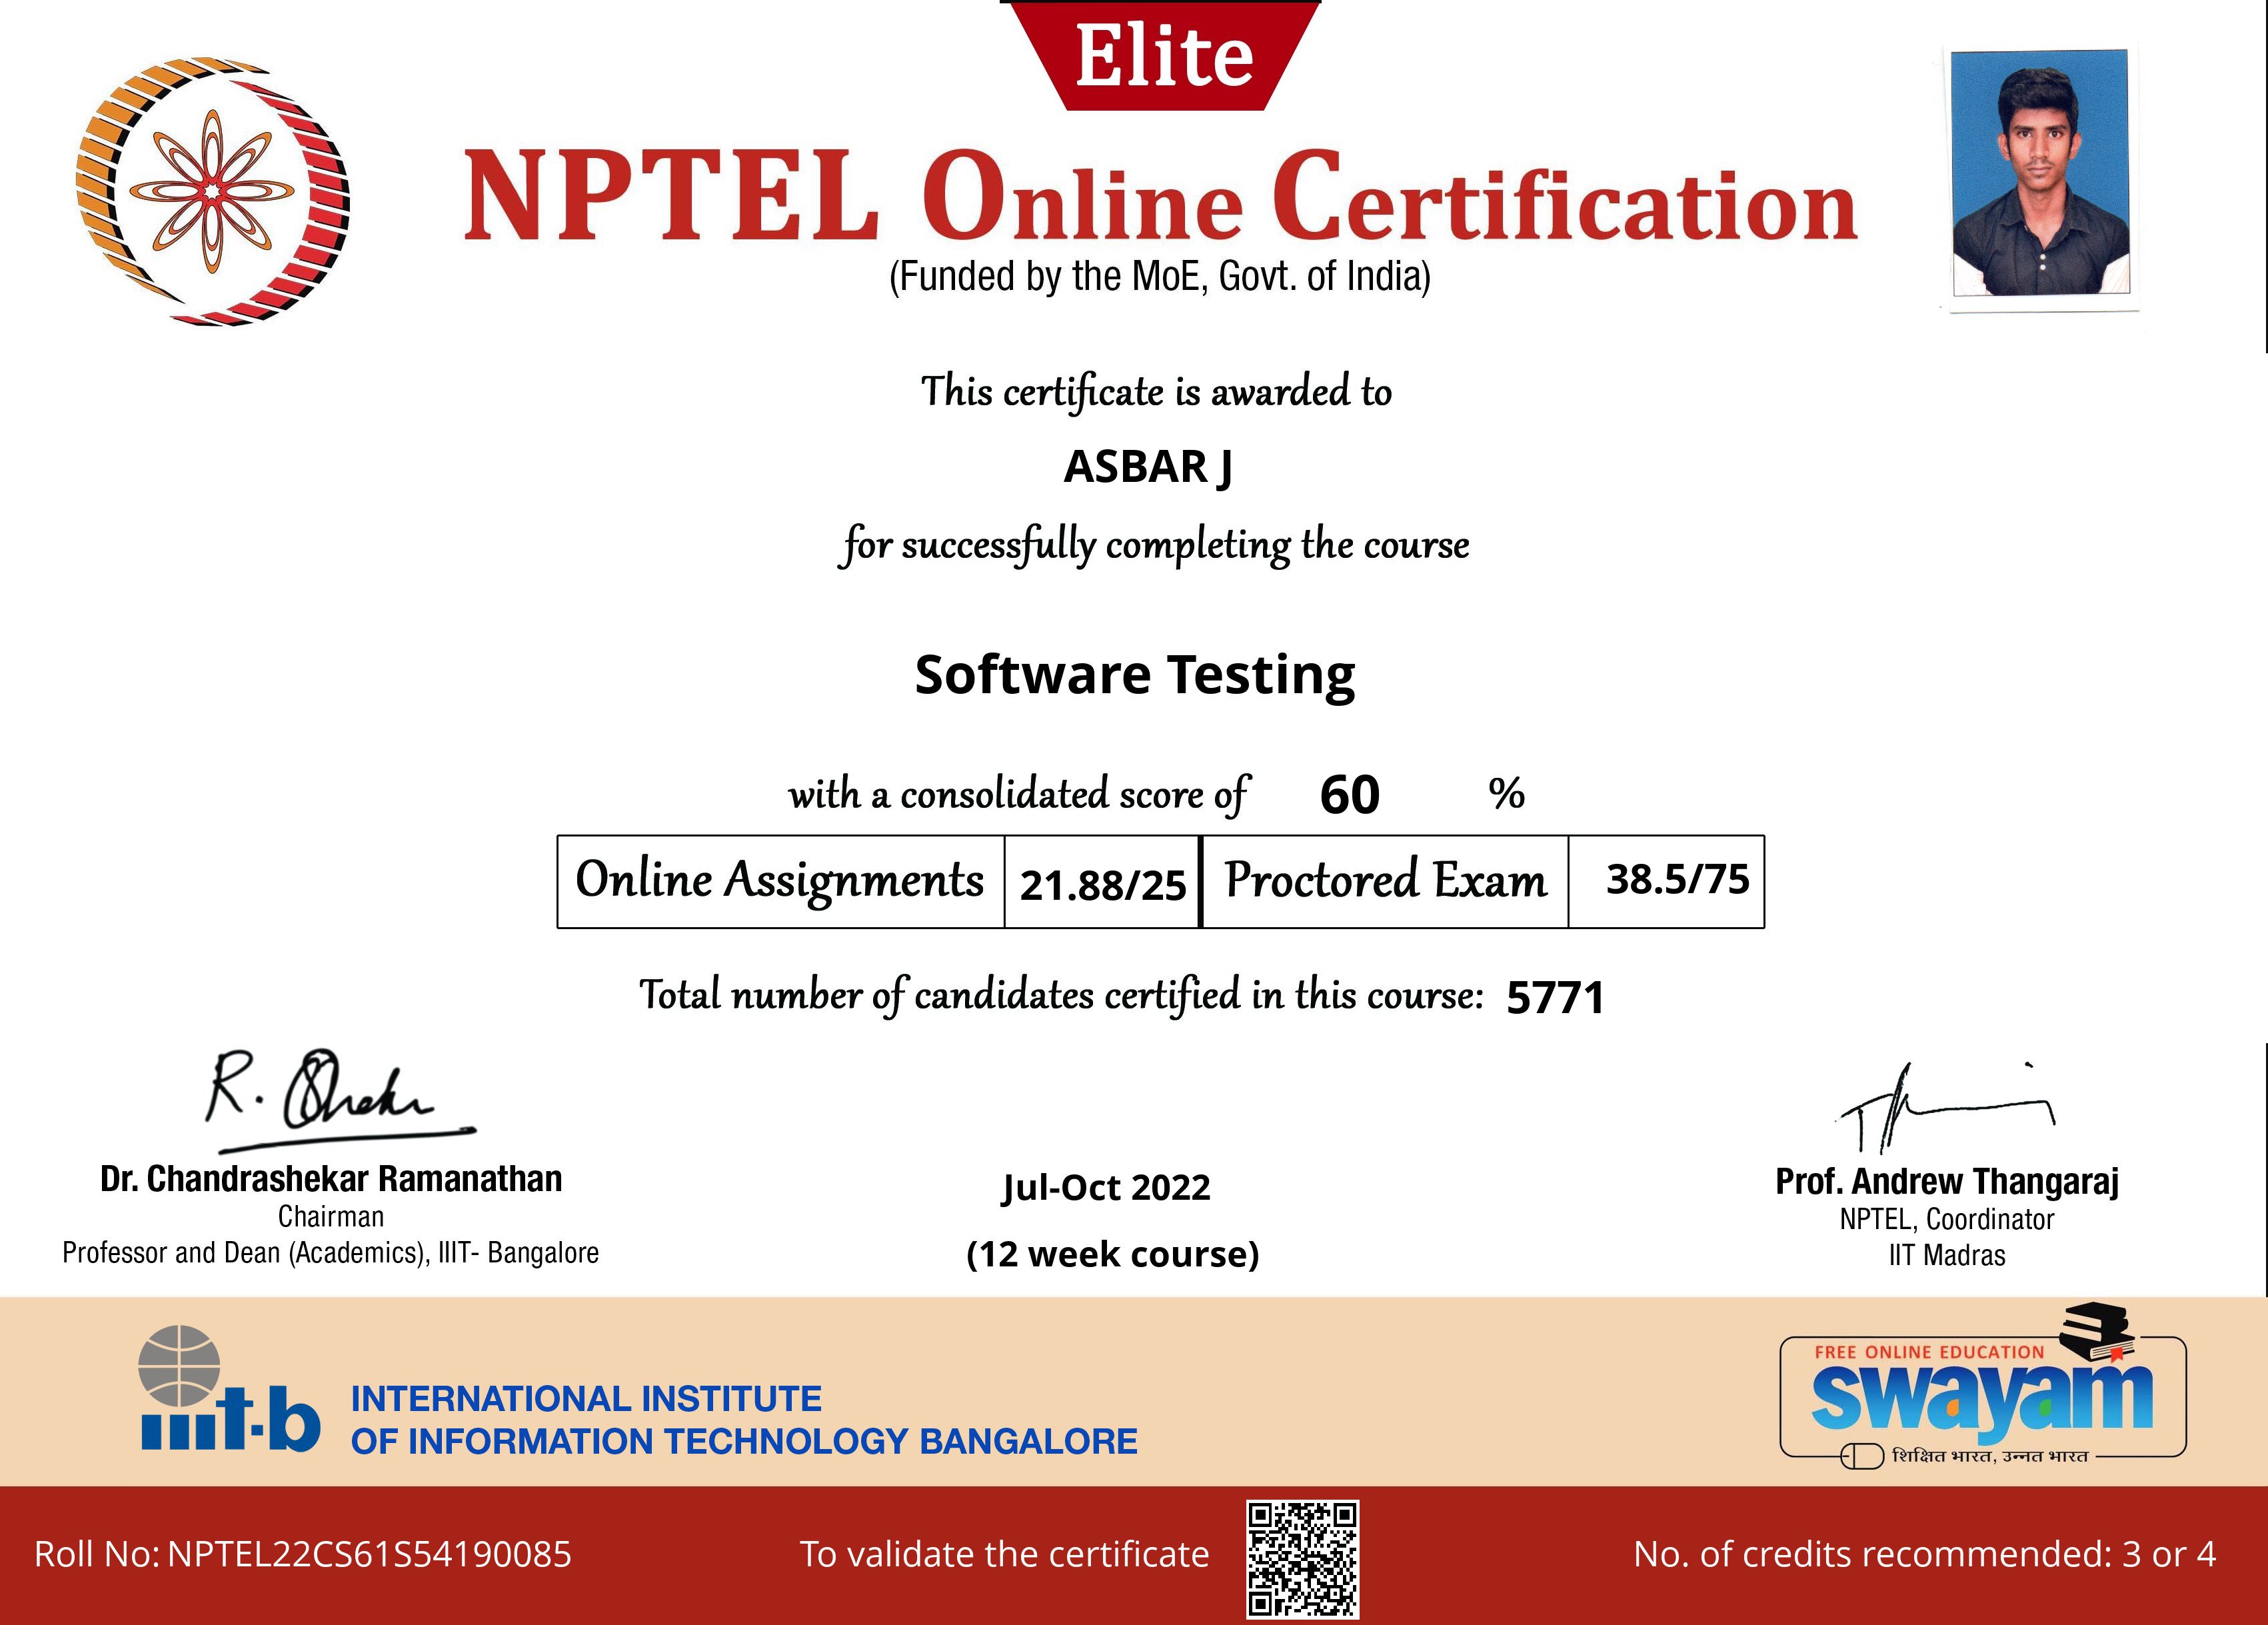 Elite
NPTEL Online Certification
(Funded by the MoE, Govt. of India)
This certificate is awarded to
ASBAR J
for successfully completing the course
Software Testing
with a consolidated score of 60 %
Online Assignments 21.88/25 Proctored Exam 38.5/75
Total number of candidates certified in this course: 5771
Dr. Chandrashekar Ramanathan
Chairman
Professor and Dean (Academics), IIIT- Bangalore
Jul-Oct 2022
(12 week course)
Prof. Andrew Thangaraj
NPTEL, Coordinator
IIT Madras
iiit-b
INTERNATIONAL INSTITUTE
OF INFORMATION TECHNOLOGY BANGALORE
FREE ONLINE EDUCATION
swayam
शिक्षित भारत, उन्नत भारत
Roll No: NPTEL22CS61S54190085
To validate the certificate
No. of credits recommended: 3 or 4